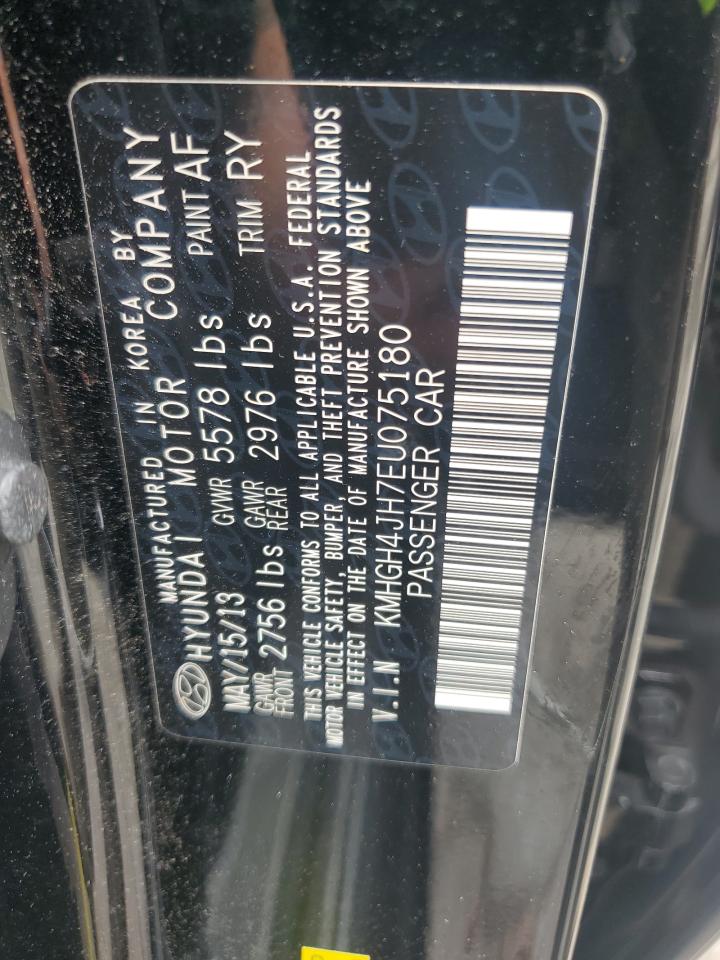 MANUFACTURED IN KOREA BY
HYUNDAI MOTOR COMPANY
MAY/15/13 GVWR 5578 lbs PAINT AF
GAWR FRONT 2756 lbs GAWR REAR 2976 lbs TRIM RY
THIS VEHICLE CONFORMS TO ALL APPLICABLE U.S.A. FEDERAL
MOTOR VEHICLE SAFETY, BUMPER, AND THEFT PREVENTION STANDARDS
IN EFFECT ON THE DATE OF MANUFACTURE SHOWN ABOVE
V.I.N KMHGH4JH7EU075180
PASSENGER CAR